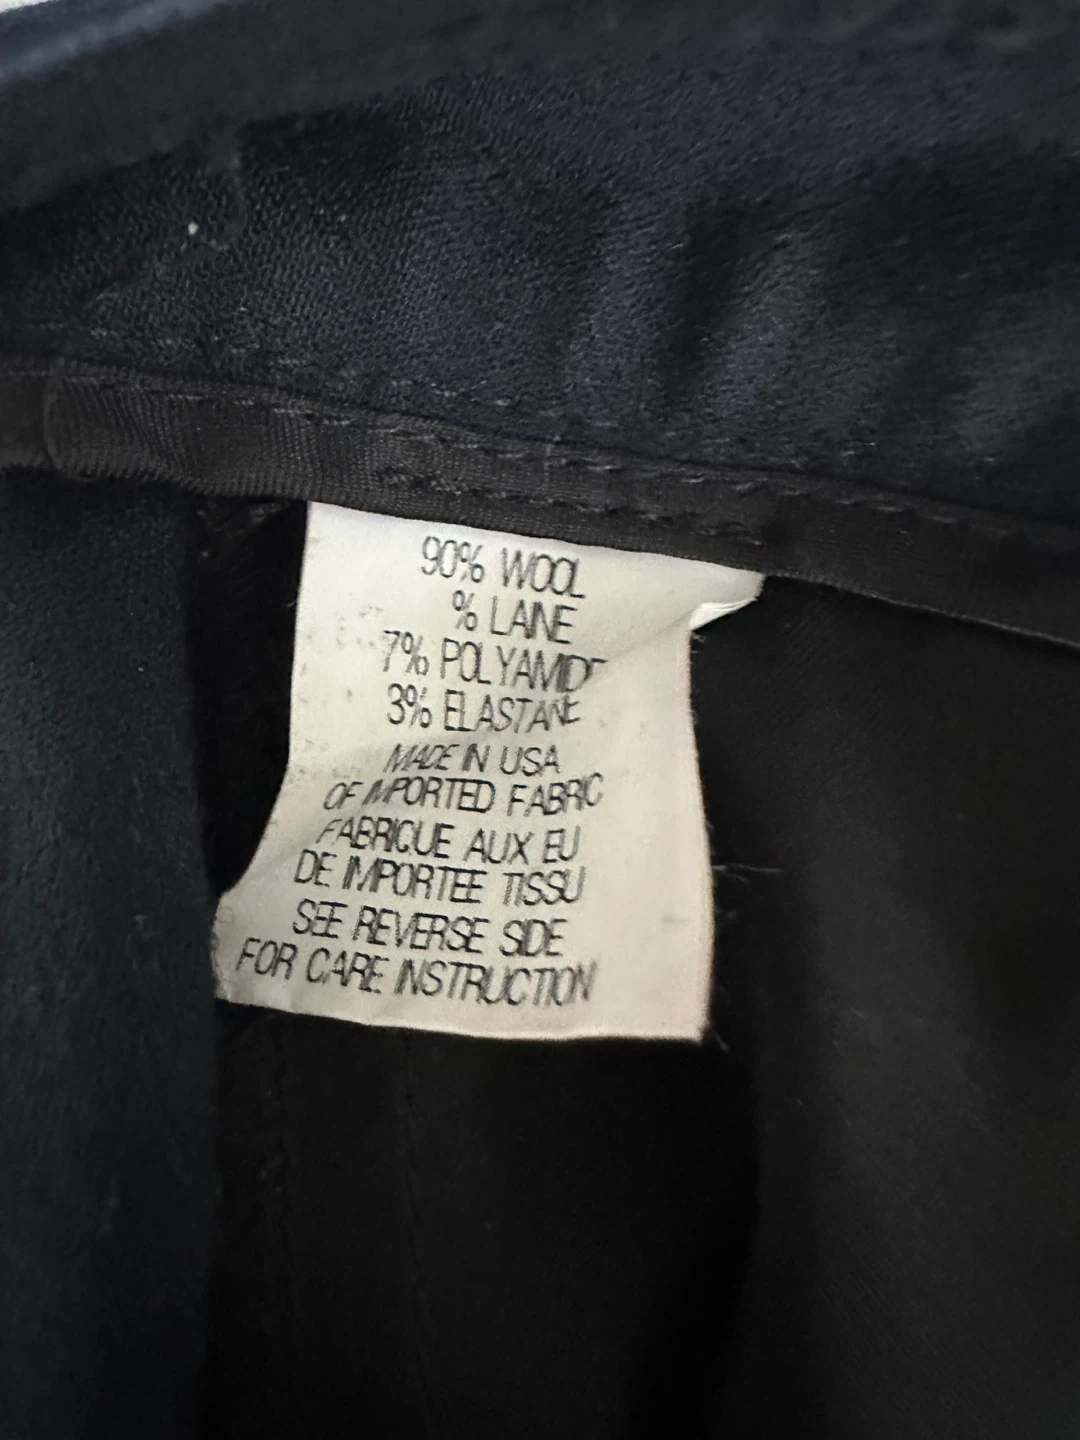 90% WOOL
% LAINE
7% POLYAMIDE
3% ELASTANE
MADE IN USA
OF IMPORTED FABRIC
FABRIQUE AUX EU
DE IMPORTEE TISSU
SEE REVERSE SIDE
FOR CARE INSTRUCTION